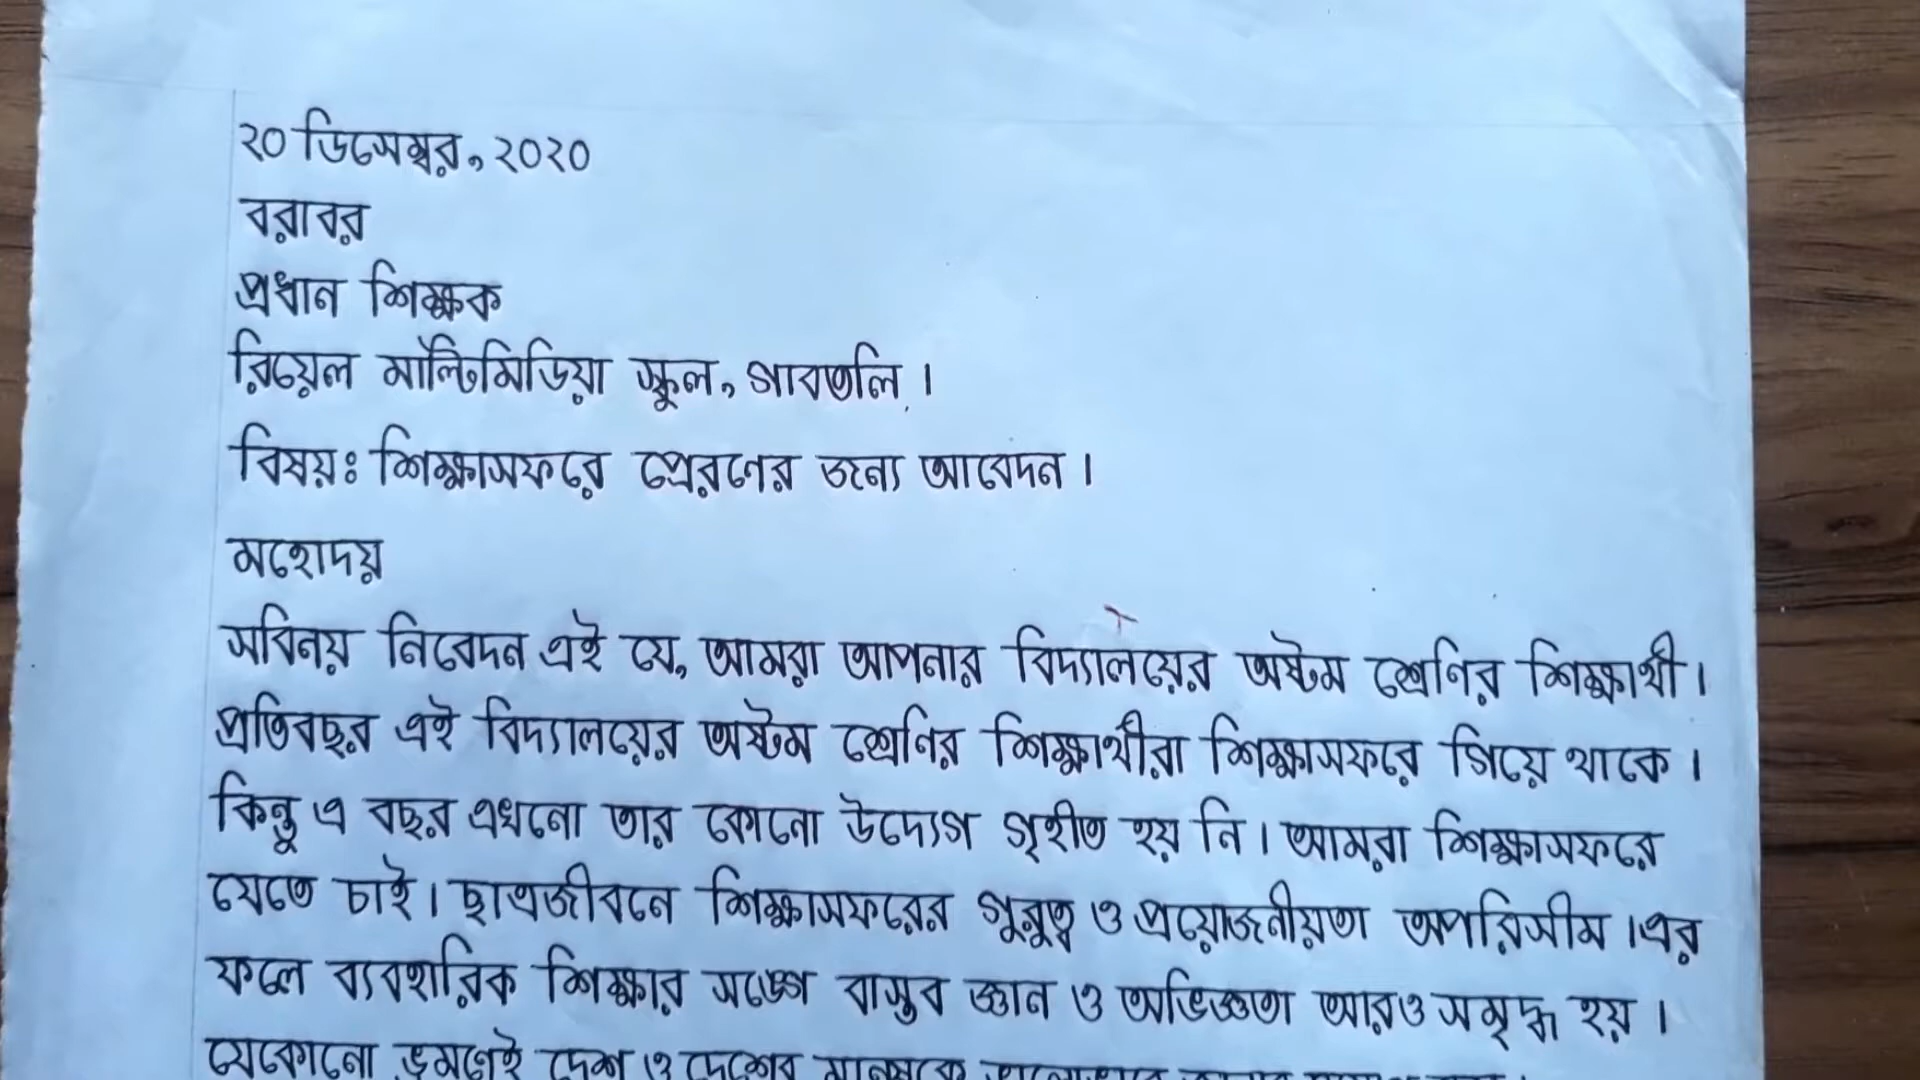 ২০ ডিসেম্বর, ২০২০
বরাবর
প্রধান শিক্ষক
রিয়েল মাল্টিমিডিয়া স্কুল, গাবতলি।
বিষয়ঃ শিক্ষাসফরে প্রেরণের জন্য আবেদন।
মহোদয়
সবিনয় নিবেদন এই যে, আমরা আপনার বিদ্যালয়ের অষ্টম শ্রেণির শিক্ষার্থী।
প্রতিবছর এই বিদ্যালয়ের অষ্টম শ্রেণির শিক্ষার্থীরা শিক্ষাসফরে গিয়ে থাকে।
কিন্তু এ বছর এখনো তার কোনো উদ্যেগ গৃহীত হয় নি। আমরা শিক্ষাসফরে
যেতে চাই। ছাত্রজীবনে শিক্ষাসফরের গুরুত্ব ও প্রয়োজনীয়তা অপরিসীম। এর
ফলে ব্যবহারিক শিক্ষার সঙ্গে বাস্তব জ্ঞান ও অভিজ্ঞতা আরও সমৃদ্ধ হয়।
যেকোনো ভ্রমণেই দেশ ও দেশের মানুষকে